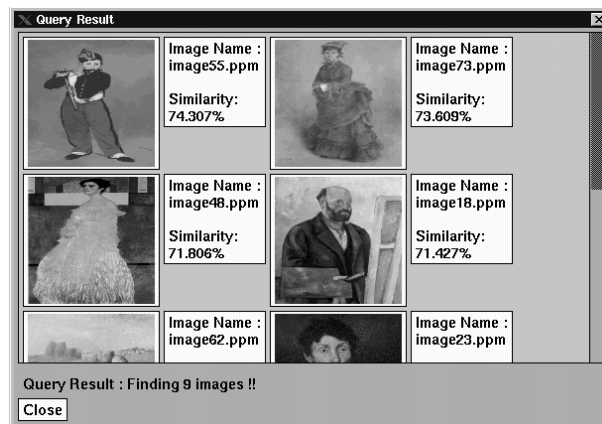 Query Result
Image Name :
image55.ppm
Similarity:
74.307%
Image Name :
image73.ppm
Similarity:
73.609%
Image Name :
image48.ppm
Similarity:
71.806%
Image Name :
image18.ppm
Similarity:
71.427%
Image Name :
image62.ppm
Image Name :
image23.ppm
Query Result : Finding 9 images !!
Close